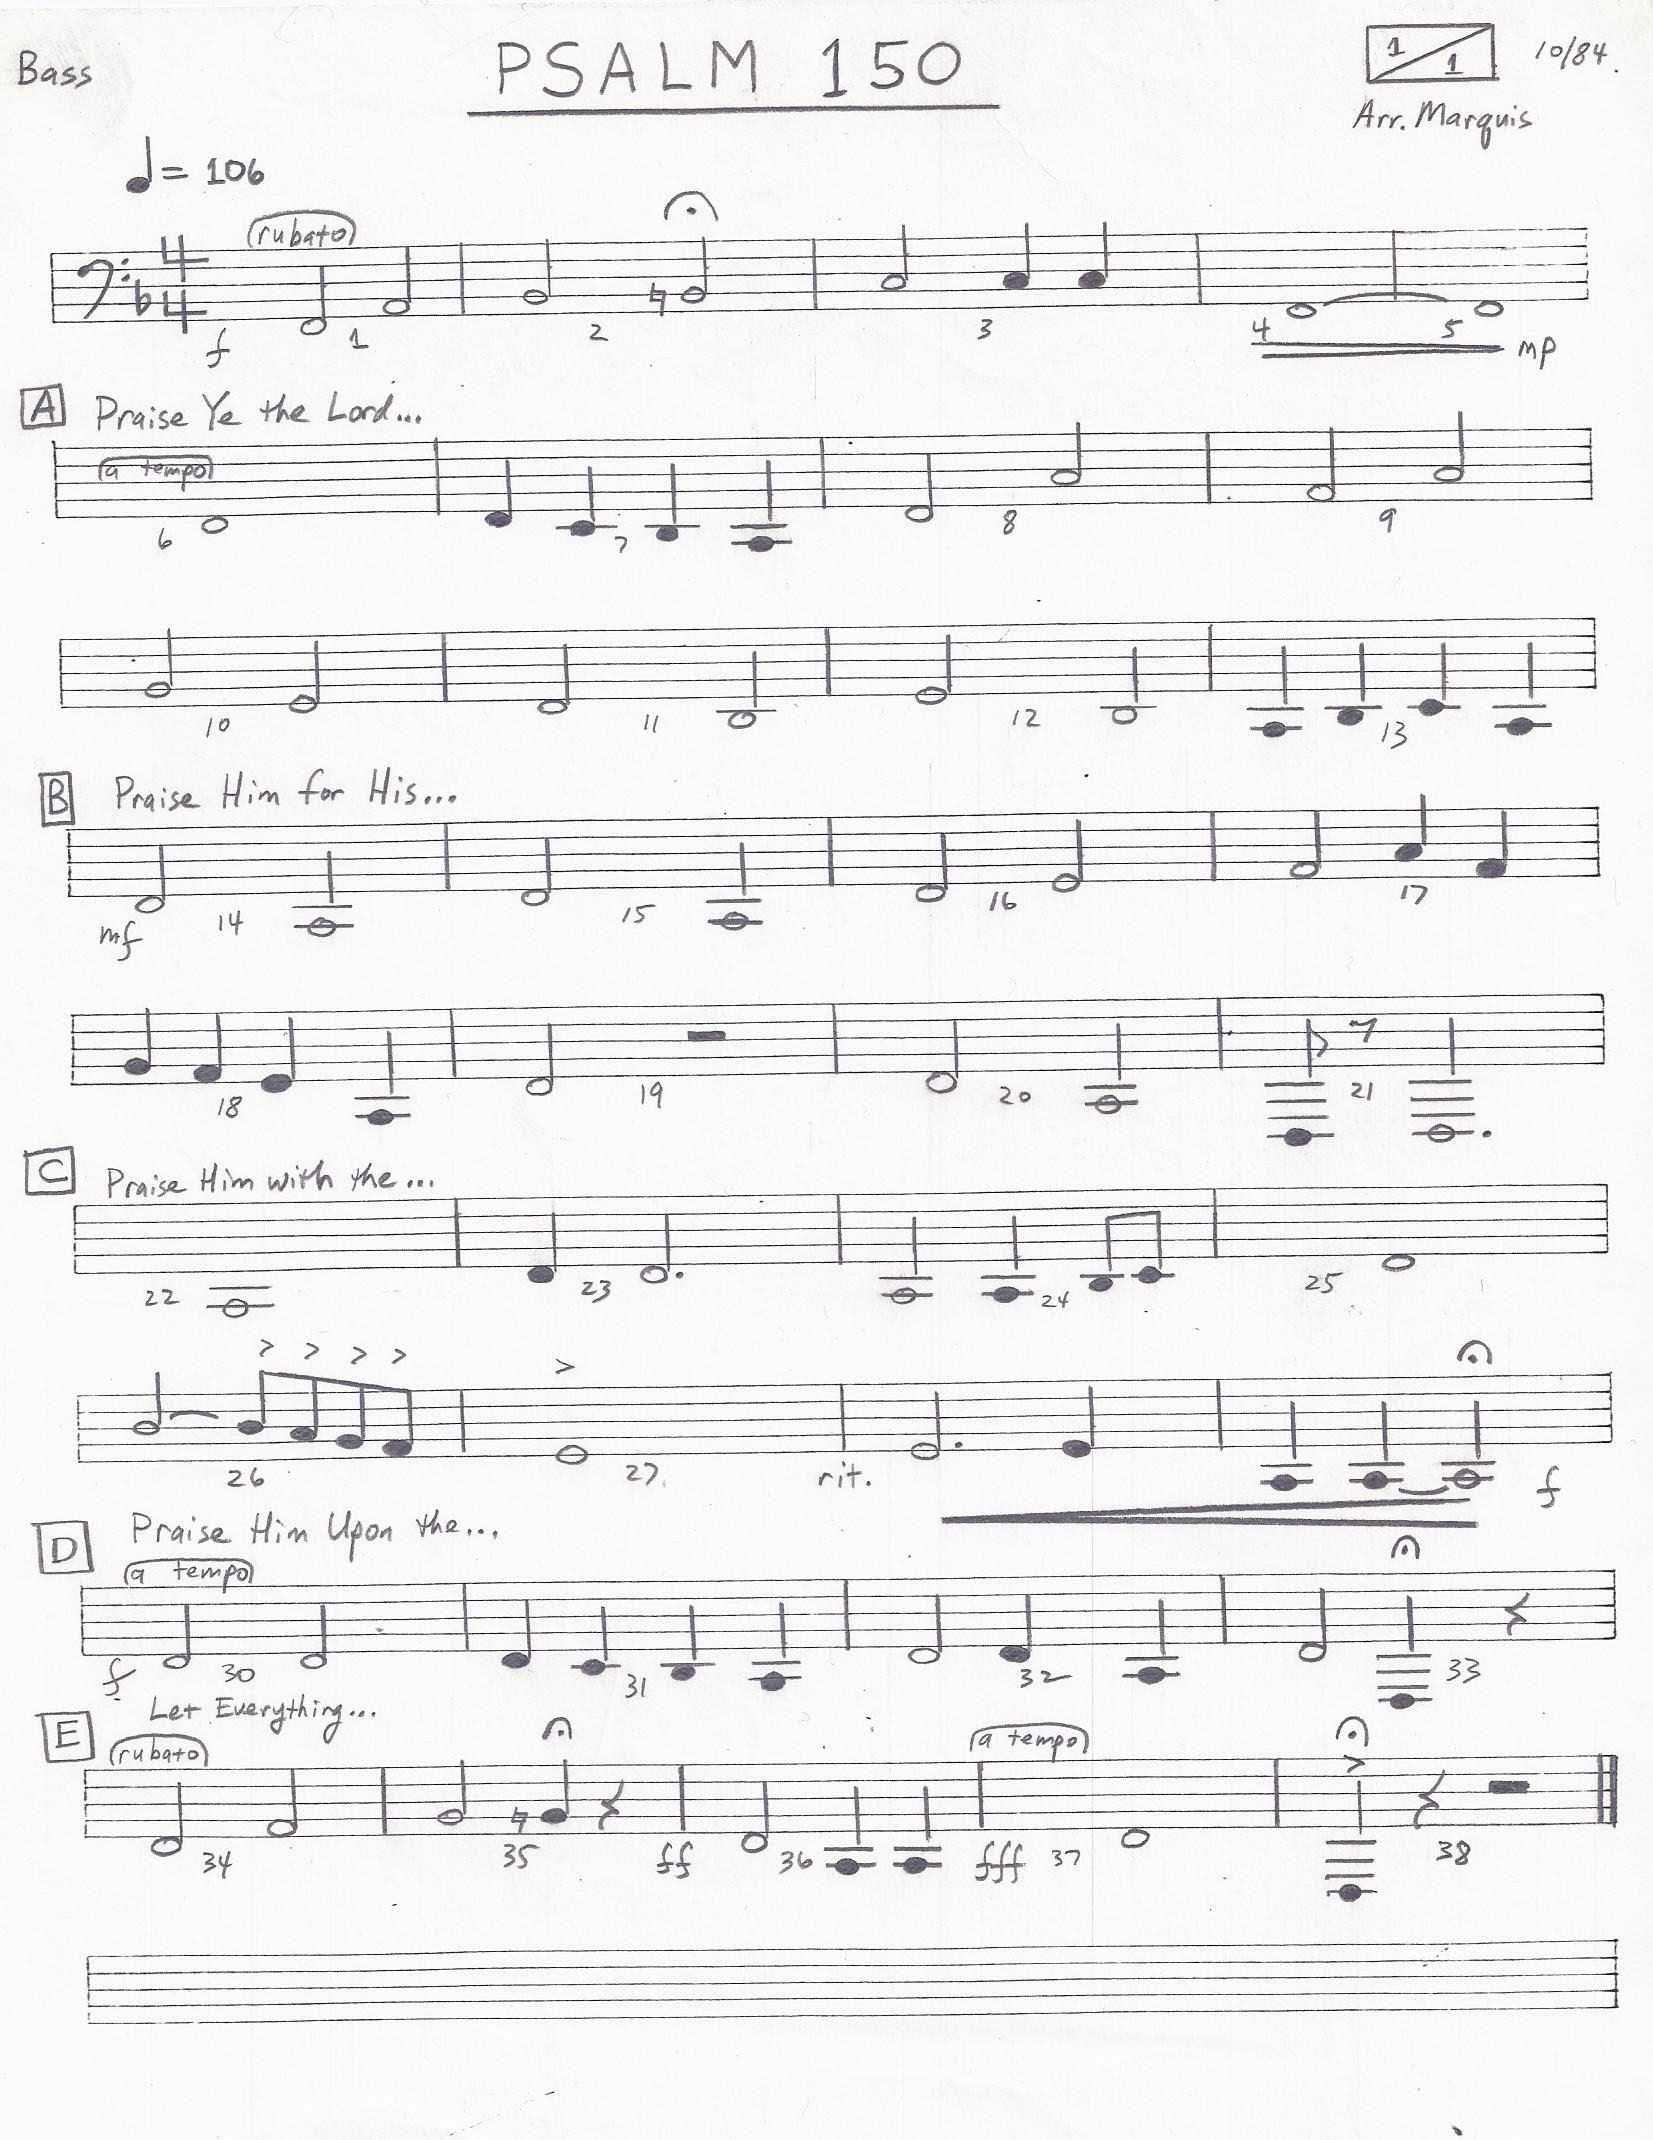 Bass
PSALM 150
1/1
10/84.
Arr. Marquis
♩= 106
(rubato)
4/4
f 1 2 3 4 5 mp
A Praise Ye the Lord...
(a tempo)
6 7 8 9
10 11 12 13
B Praise Him for His...
mf 14 15 16 17
18 19 20 21
C Praise Him with the...
22 23 24 25
26 27. rit. f
D Praise Him Upon the...
(a tempo)
f 30 31 32 33
E Let Everything...
(rubato) (a tempo)
34 35 ff 36 fff 37 38